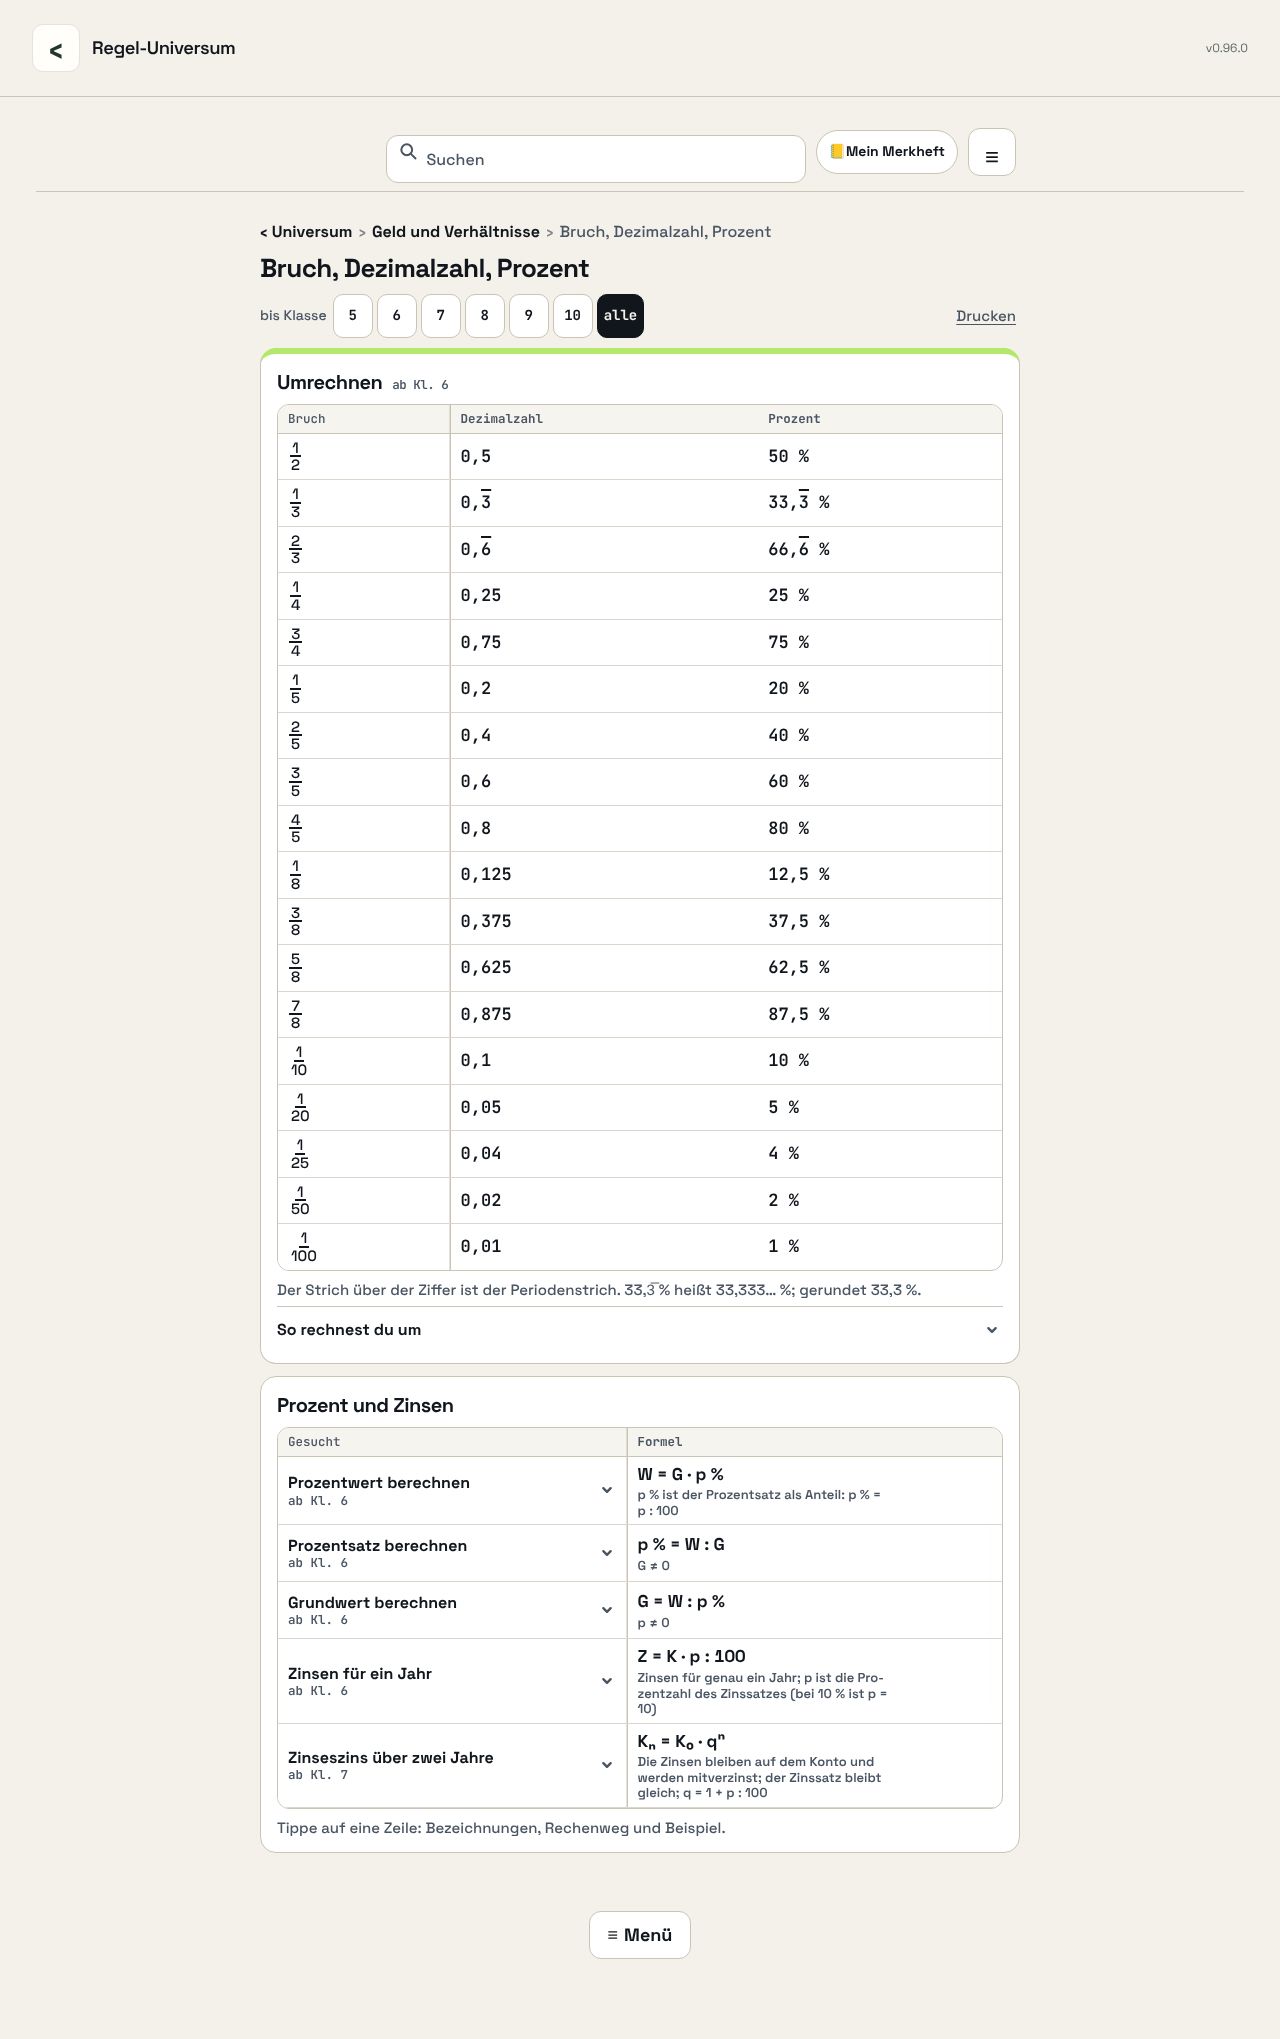 <
Regel-Universum
v0.96.0
Suchen
📒Mein Merkheft
≡
< Universum > Geld und Verhältnisse > Bruch, Dezimalzahl, Prozent
Bruch, Dezimalzahl, Prozent
bis Klasse 5 6 7 8 9 10 alle
Drucken
Umrechnen ab Kl. 6
Bruch Dezimalzahl Prozent
1/2 0,5 50 %
1/3 0,3̅ 33,3̅ %
2/3 0,6̅ 66,6̅ %
1/4 0,25 25 %
3/4 0,75 75 %
1/5 0,2 20 %
2/5 0,4 40 %
3/5 0,6 60 %
4/5 0,8 80 %
1/8 0,125 12,5 %
3/8 0,375 37,5 %
5/8 0,625 62,5 %
7/8 0,875 87,5 %
1/10 0,1 10 %
1/20 0,05 5 %
1/25 0,04 4 %
1/50 0,02 2 %
1/100 0,01 1 %
Der Strich über der Ziffer ist der Periodenstrich. 33,3̅ % heißt 33,333… %; gerundet 33,3 %.
So rechnest du um
Prozent und Zinsen
Gesucht Formel
Prozentwert berechnen
ab Kl. 6
W = G · p %
p % ist der Prozentsatz als Anteil: p % =
p : 100
Prozentsatz berechnen
ab Kl. 6
p % = W : G
G ≠ 0
Grundwert berechnen
ab Kl. 6
G = W : p %
p ≠ 0
Zinsen für ein Jahr
ab Kl. 6
Z = K · p : 100
Zinsen für genau ein Jahr; p ist die Pro-
zentzahl des Zinssatzes (bei 10 % ist p =
10)
Zinseszins über zwei Jahre
ab Kl. 7
Kₙ = K₀ · qⁿ
Die Zinsen bleiben auf dem Konto und
werden mitverzinst; der Zinssatz bleibt
gleich; q = 1 + p : 100
Tippe auf eine Zeile: Bezeichnungen, Rechenweg und Beispiel.
≡ Menü